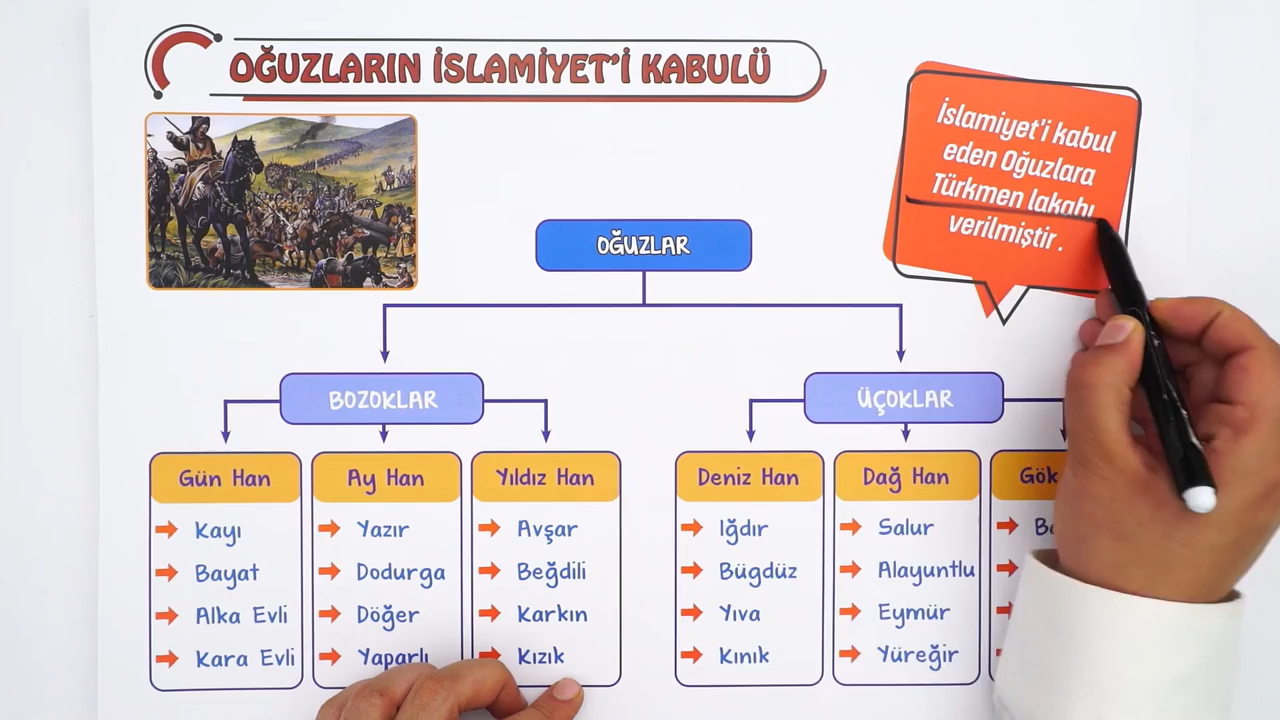 OĞUZLARIN İSLAMİYET'İ KABULÜ
İslamiyet'i kabul
eden Oğuzlara
Türkmen lakabı
verilmiştir.
OĞUZLAR
BOZOKLAR
ÜÇOKLAR
Gün Han
Kayı
Bayat
Alka Evli
Kara Evli
Ay Han
Yazır
Dodurga
Döğer
Yaparlı
Yıldız Han
Avşar
Beğdili
Karkın
Kızık
Deniz Han
Iğdır
Bügdüz
Yıva
Kınık
Dağ Han
Salur
Alayuntlu
Eymür
Yüreğir
Gök